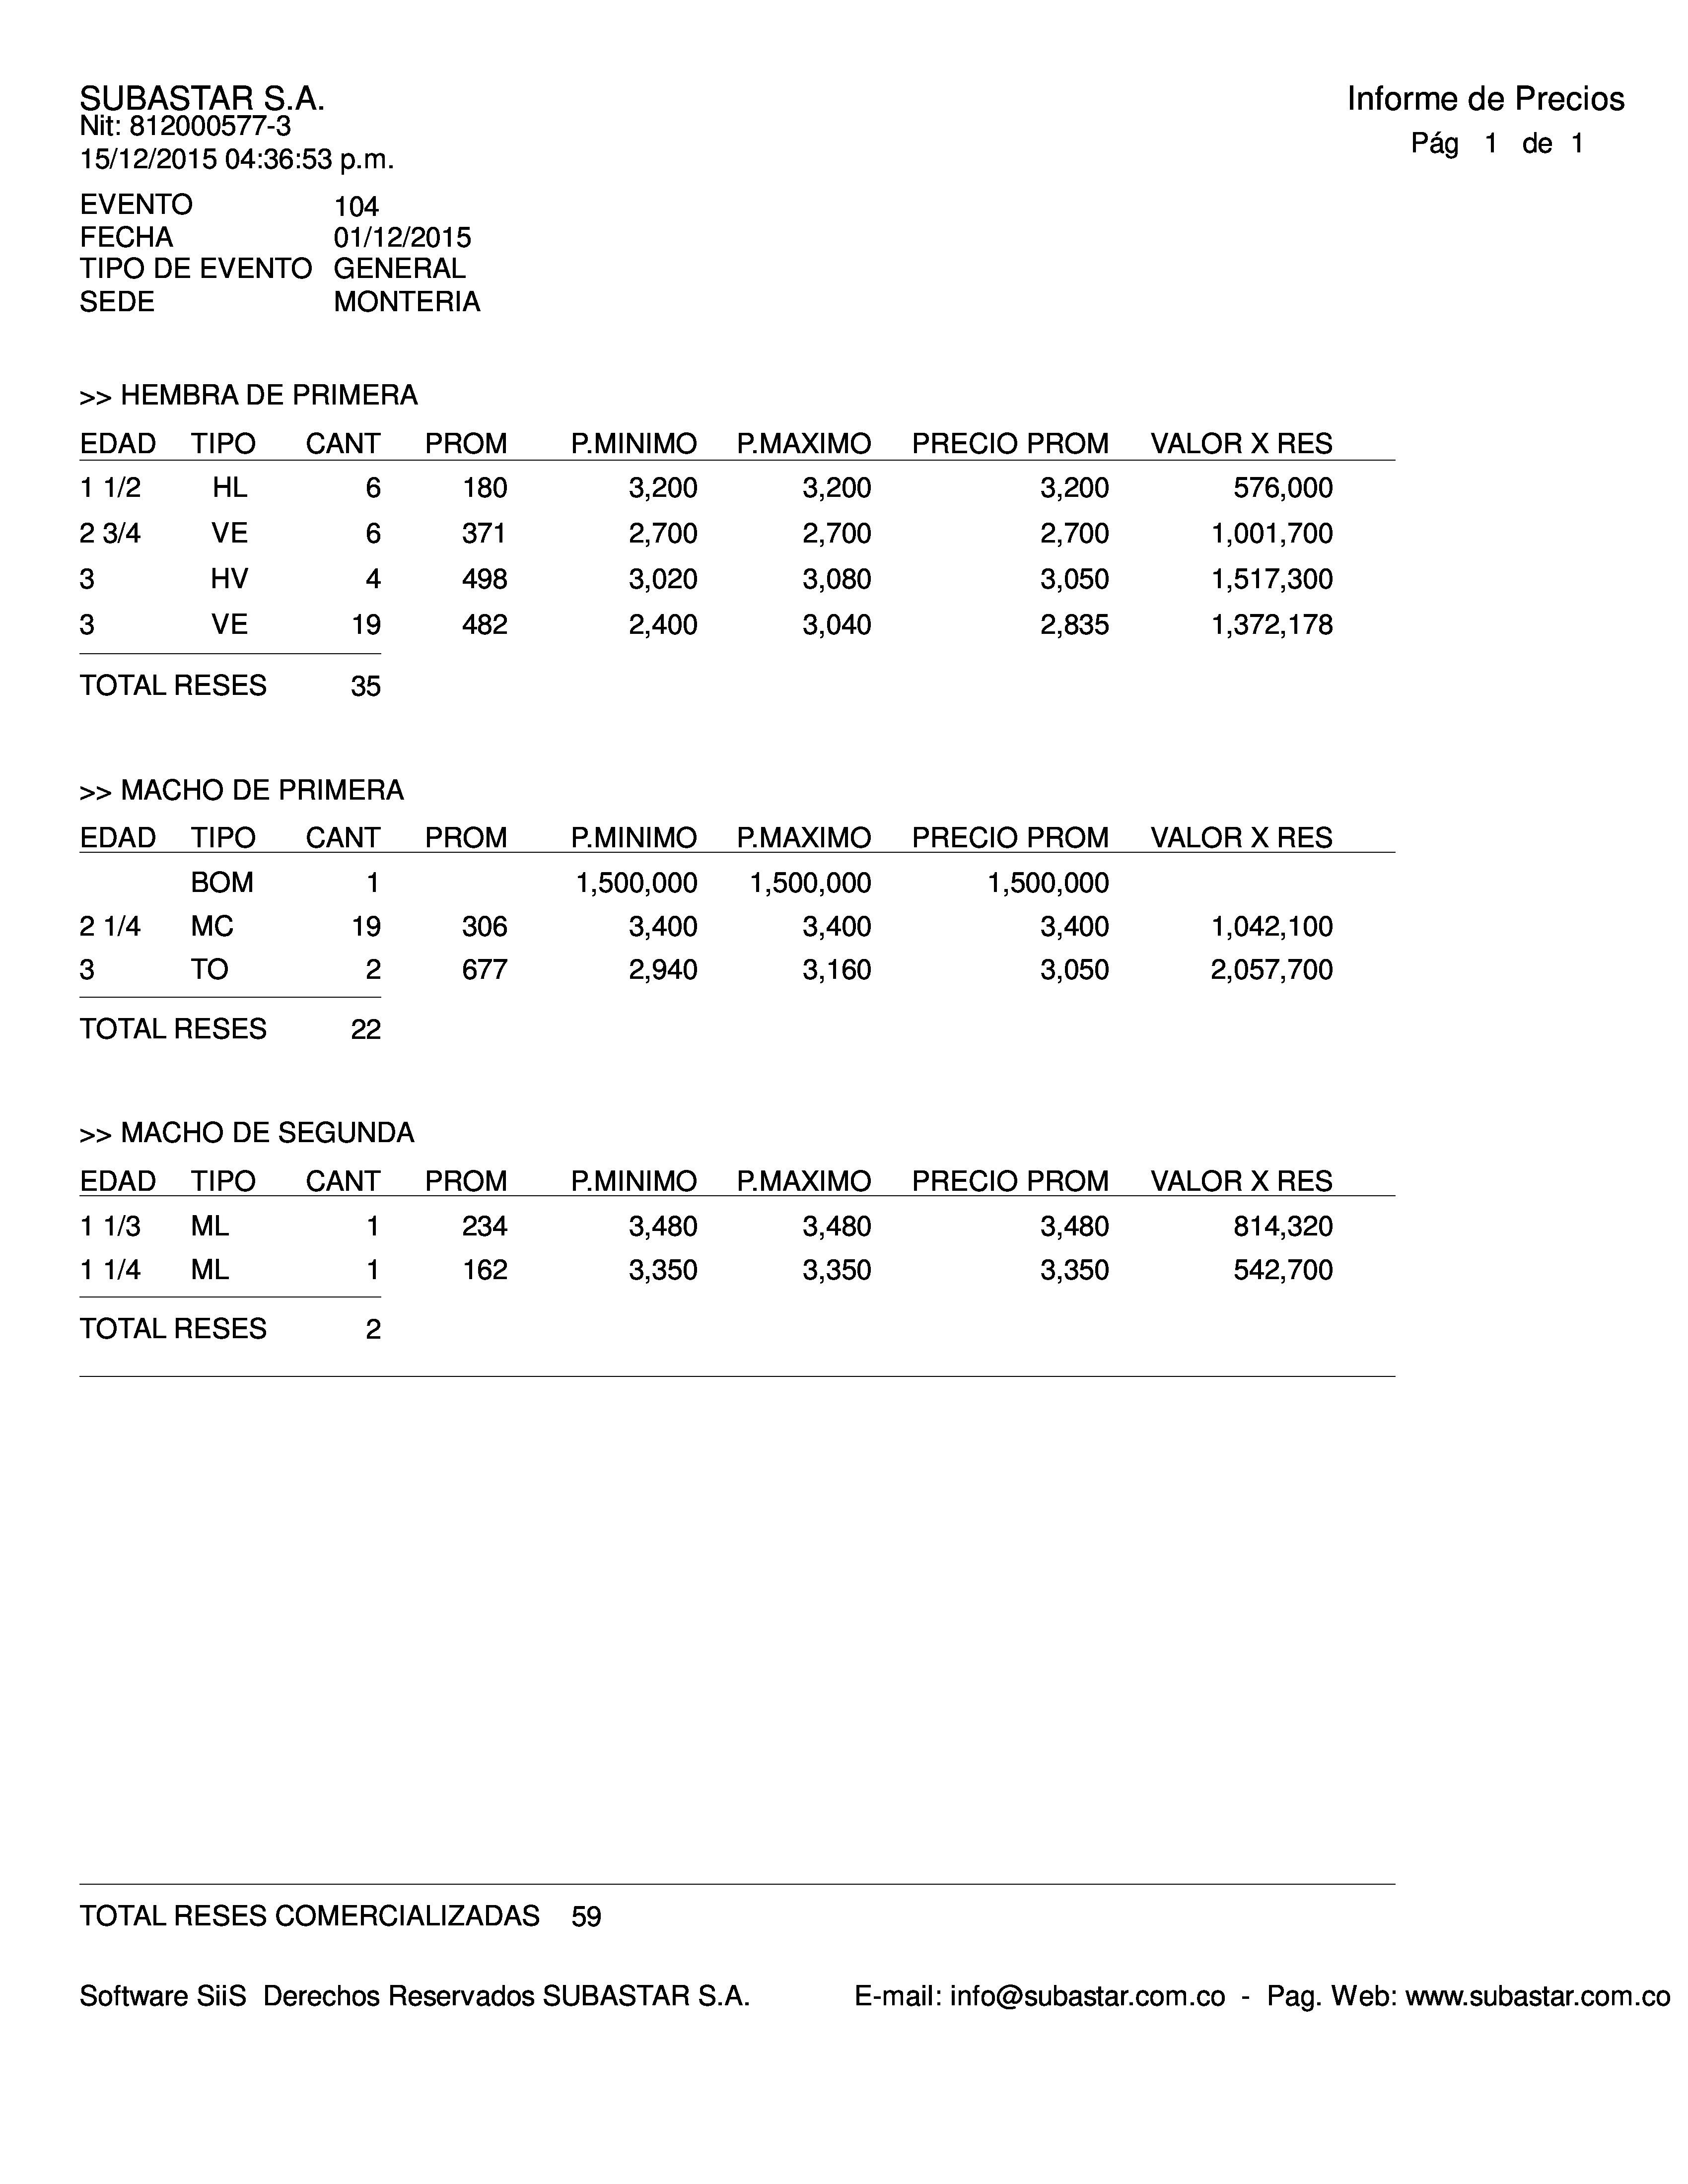 SUBASTAR S.A.
Informe de Precios
Nit: 812000577-3
Pág 1 de 1
15/12/2015 04:36:53 p.m.
EVENTO 104
FECHA 01/12/2015
TIPO DE EVENTO GENERAL
SEDE MONTERIA
>> HEMBRA DE PRIMERA
EDAD TIPO CANT PROM P.MINIMO P.MAXIMO PRECIO PROM VALOR X RES
1 1/2 HL 6 180 3,200 3,200 3,200 576,000
2 3/4 VE 6 371 2,700 2,700 2,700 1,001,700
3 HV 4 498 3,020 3,080 3,050 1,517,300
3 VE 19 482 2,400 3,040 2,835 1,372,178
TOTAL RESES 35
>> MACHO DE PRIMERA
EDAD TIPO CANT PROM P.MINIMO P.MAXIMO PRECIO PROM VALOR X RES
BOM 1 1,500,000 1,500,000 1,500,000
2 1/4 MC 19 306 3,400 3,400 3,400 1,042,100
3 TO 2 677 2,940 3,160 3,050 2,057,700
TOTAL RESES 22
>> MACHO DE SEGUNDA
EDAD TIPO CANT PROM P.MINIMO P.MAXIMO PRECIO PROM VALOR X RES
1 1/3 ML 1 234 3,480 3,480 3,480 814,320
1 1/4 ML 1 162 3,350 3,350 3,350 542,700
TOTAL RESES 2
TOTAL RESES COMERCIALIZADAS 59
Software SiiS Derechos Reservados SUBASTAR S.A. E-mail: info@subastar.com.co - Pag. Web: www.subastar.com.co